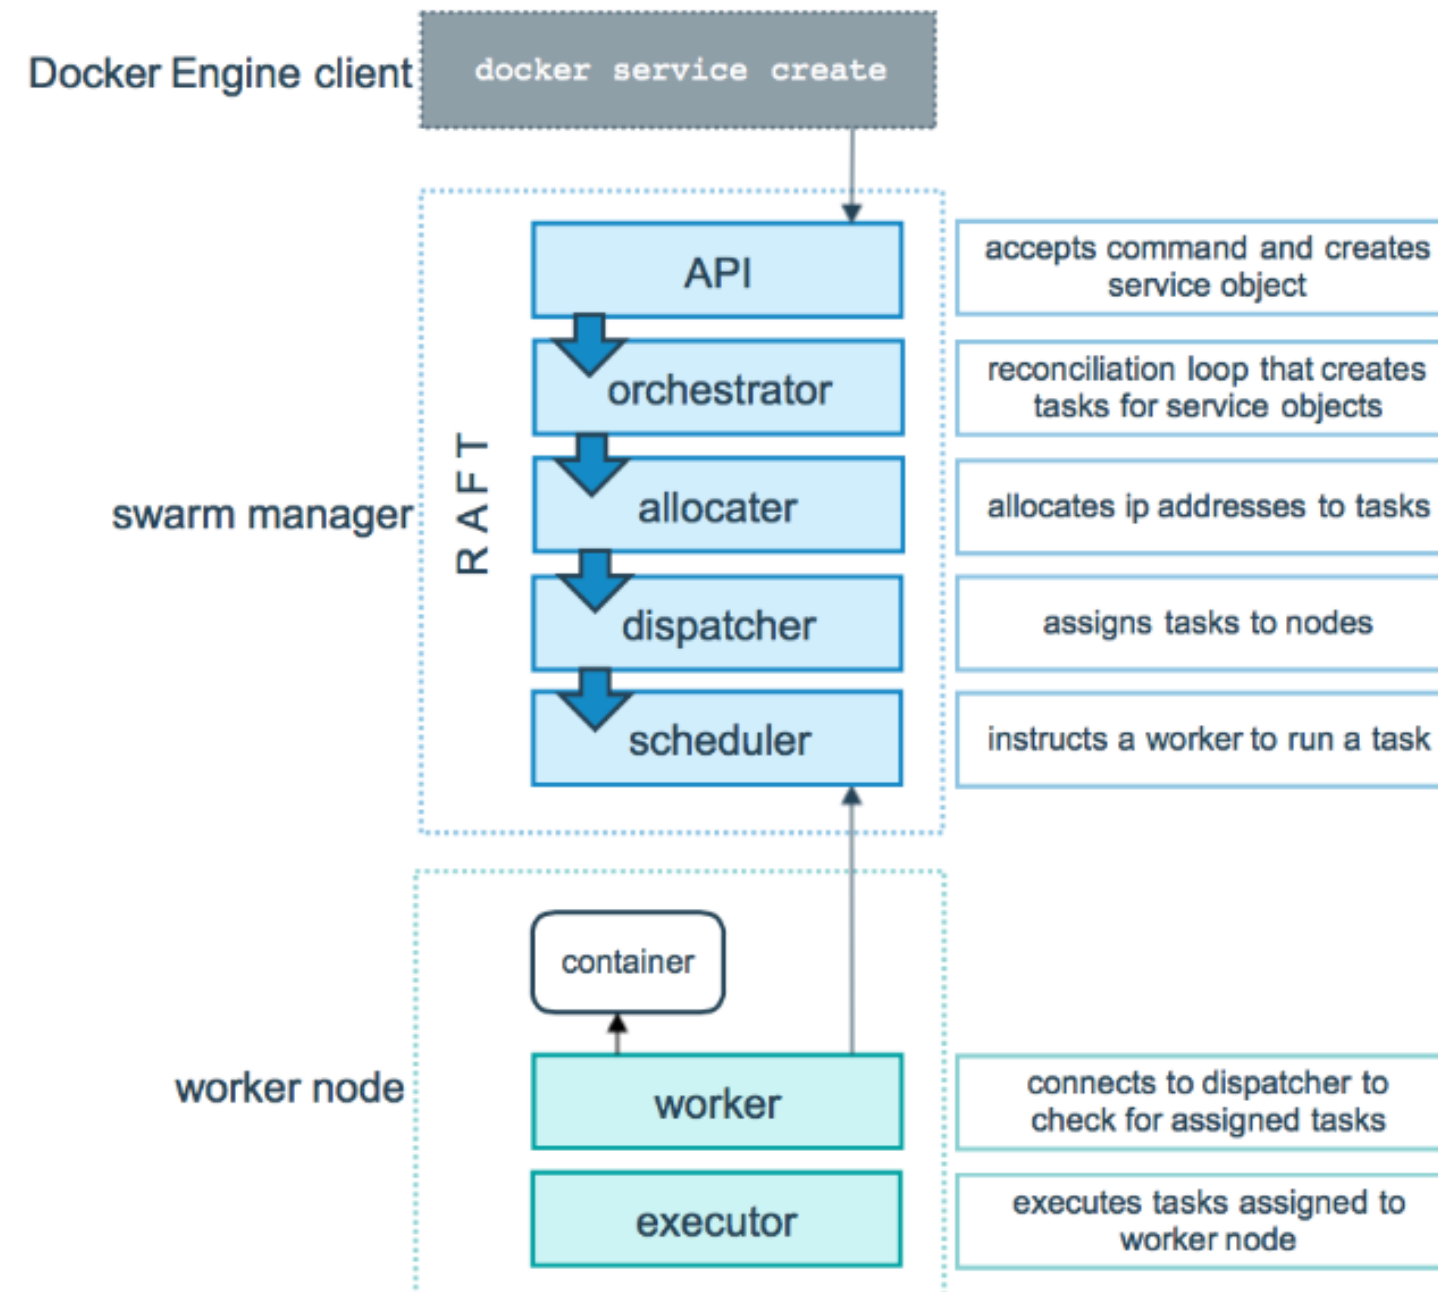 Docker Engine client
docker service create
API
accepts command and creates
service object
orchestrator
reconciliation loop that creates
tasks for service objects
swarm manager
RAFT
allocater
allocates ip addresses to tasks
dispatcher
assigns tasks to nodes
scheduler
instructs a worker to run a task
container
worker node
worker
connects to dispatcher to
check for assigned tasks
executor
executes tasks assigned to
worker node